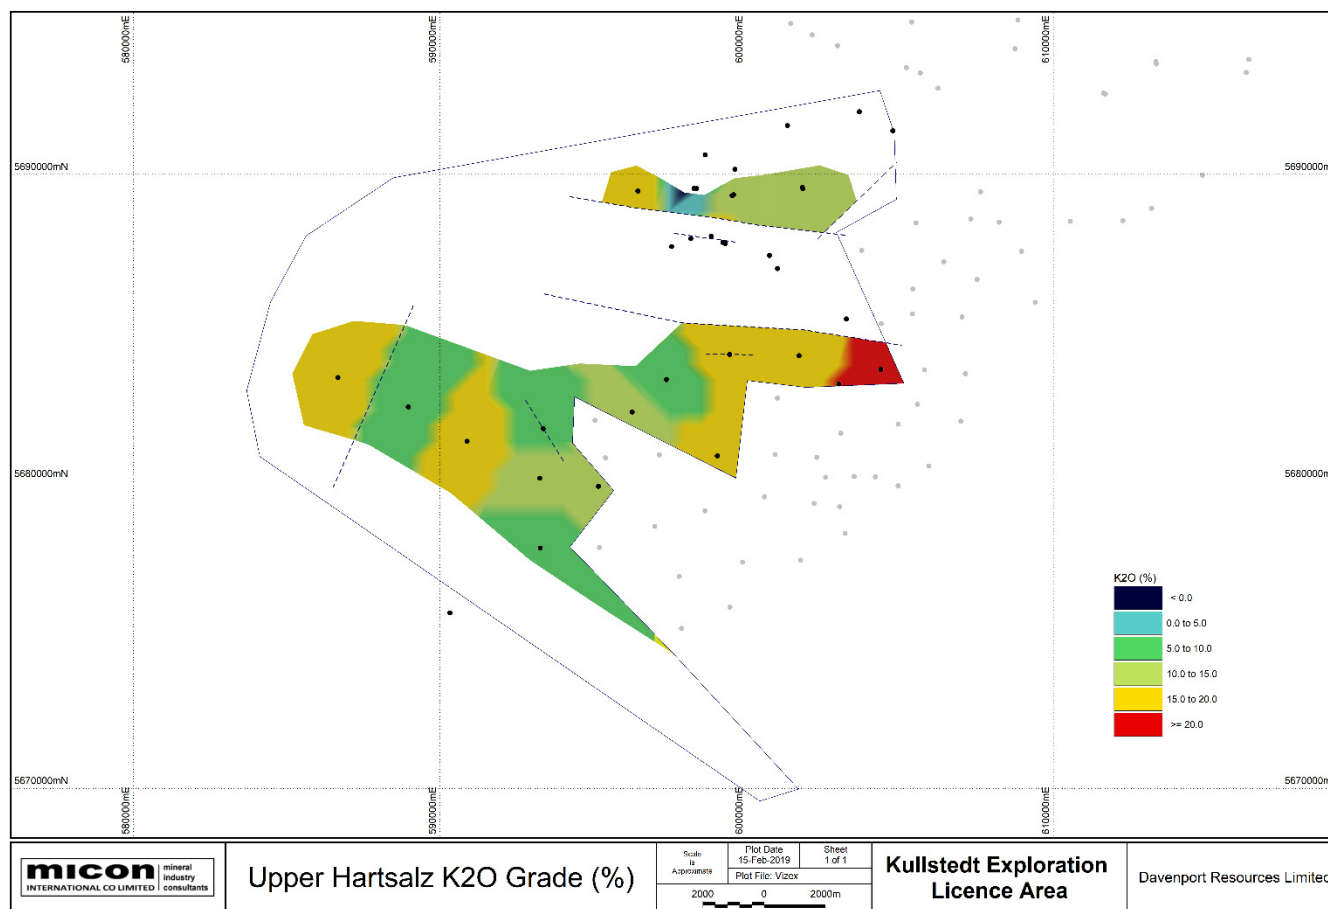 580000mE
590000mE
600000mE
610000mE
5690000mN
5690000mN
5680000mN
5680000mN
K2O (%)
< 0.0
0.0 to 5.0
5.0 to 10.0
10.0 to 15.0
15.0 to 20.0
>= 20.0
5670000mN
5670000mN
580000mE
590000mE
600000mE
610000mE
micon
INTERNATIONAL CO LIMITED
mineral
industry
consultants
Upper Hartsalz K2O Grade (%)
Scale
is
Approximate
Plot Date
15-Feb-2019
Sheet
1 of 1
Plot File: Vizex
2000 0 2000m
Kullstedt Exploration
Licence Area
Davenport Resources Limited